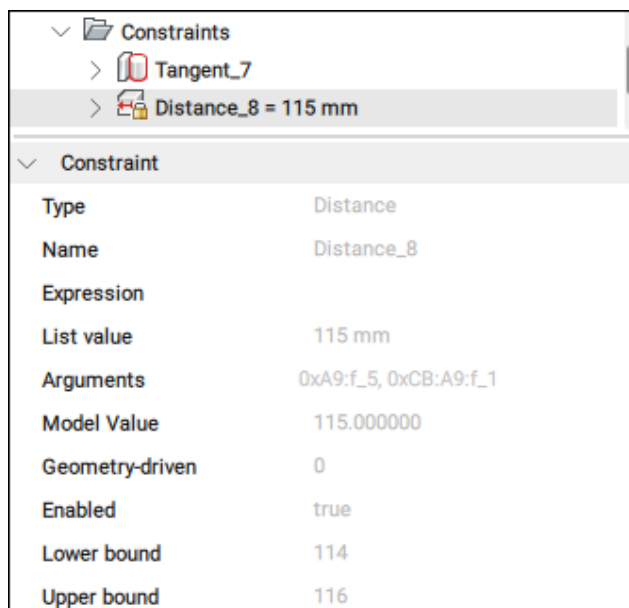 Constraints
Tangent_7
Distance_8 = 115 mm
Constraint
Type Distance
Name Distance_8
Expression
List value 115 mm
Arguments 0xA9:f_5, 0xCB:A9:f_1
Model Value 115.000000
Geometry-driven 0
Enabled true
Lower bound 114
Upper bound 116